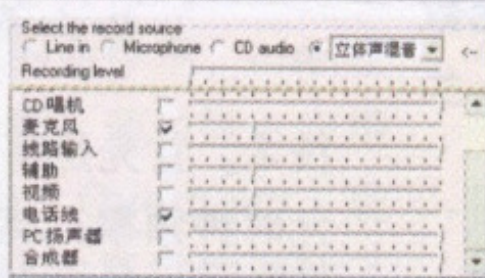 Select the record source
Line in Microphone CD audio 立体声混音 <-
Recording level
CD唱机
麦克风
线路输入
辅助
视频
电话线
PC扬声器
合成器